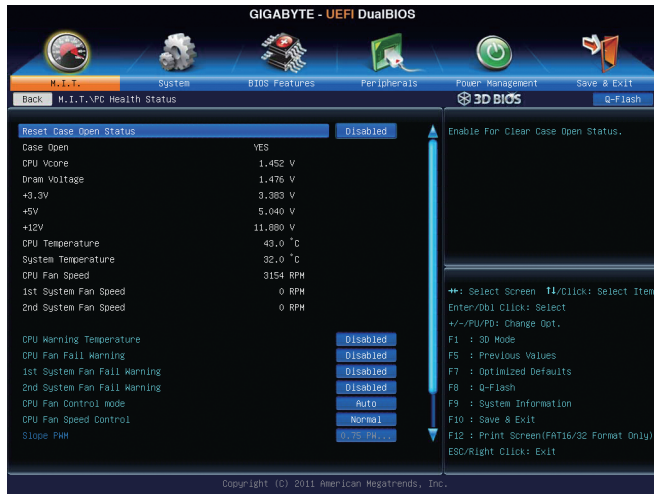 GIGABYTE - UEFI DualBIOS
M.I.T. System BIOS Features Peripherals Power Management Save & Exit
Back M.I.T.\PC Health Status 3D BIOS Q-Flash
Reset Case Open Status Disabled
Case Open YES
CPU Vcore 1.452 V
Dram Voltage 1.476 V
+3.3V 3.383 V
+5V 5.040 V
+12V 11.880 V
CPU Temperature 43.0 °C
System Temperature 32.0 °C
CPU Fan Speed 3154 RPM
1st System Fan Speed 0 RPM
2nd System Fan Speed 0 RPM
CPU Warning Temperature Disabled
CPU Fan Fail Warning Disabled
1st System Fan Fail Warning Disabled
2nd System Fan Fail Warning Disabled
CPU Fan Control mode Auto
CPU Fan Speed Control Normal
Slope PWM 0.75 PW...
Enable For Clear Case Open Status.
→←: Select Screen ↑↓/Click: Select Item
Enter/Dbl Click: Select
+/-/PU/PD: Change Opt.
F1 : 3D Mode
F5 : Previous Values
F7 : Optimized Defaults
F8 : Q-Flash
F9 : System Information
F10 : Save & Exit
F12 : Print Screen(FAT16/32 Format Only)
ESC/Right Click: Exit
Copyright (C) 2011 American Megatrends, Inc.